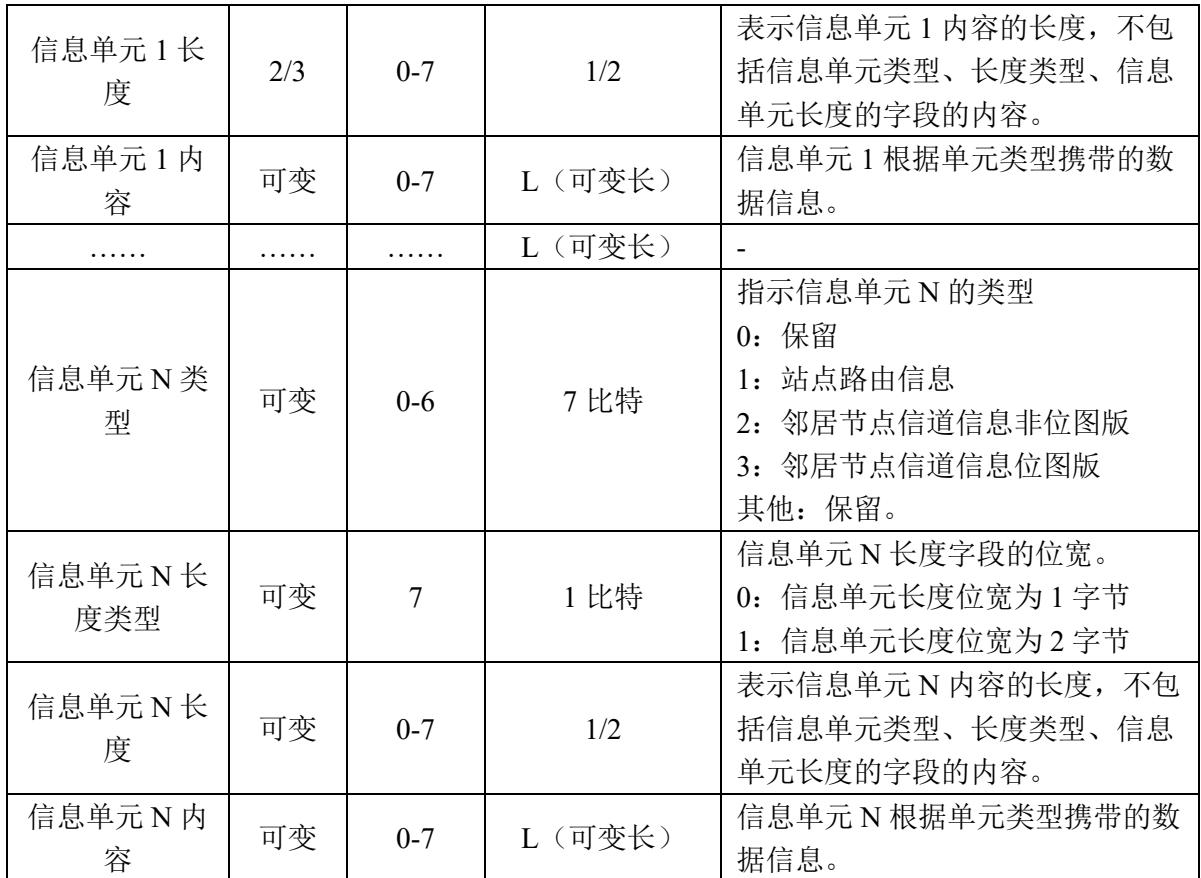 信息单元 1 长
度
2/3
0-7
1/2
表示信息单元 1 内容的长度，不包
括信息单元类型、长度类型、信息
单元长度的字段的内容。
信息单元 1 内
容
可变
0-7
L（可变长）
信息单元 1 根据单元类型携带的数
据信息。
……
……
……
L（可变长）
-
信息单元 N 类
型
可变
0-6
7 比特
指示信息单元 N 的类型
0：保留
1：站点路由信息
2：邻居节点信道信息非位图版
3：邻居节点信道信息位图版
其他：保留。
信息单元 N 长
度类型
可变
7
1 比特
信息单元 N 长度字段的位宽。
0：信息单元长度位宽为 1 字节
1：信息单元长度位宽为 2 字节
信息单元 N 长
度
可变
0-7
1/2
表示信息单元 N 内容的长度，不包
括信息单元类型、长度类型、信息
单元长度的字段的内容。
信息单元 N 内
容
可变
0-7
L（可变长）
信息单元 N 根据单元类型携带的数
据信息。